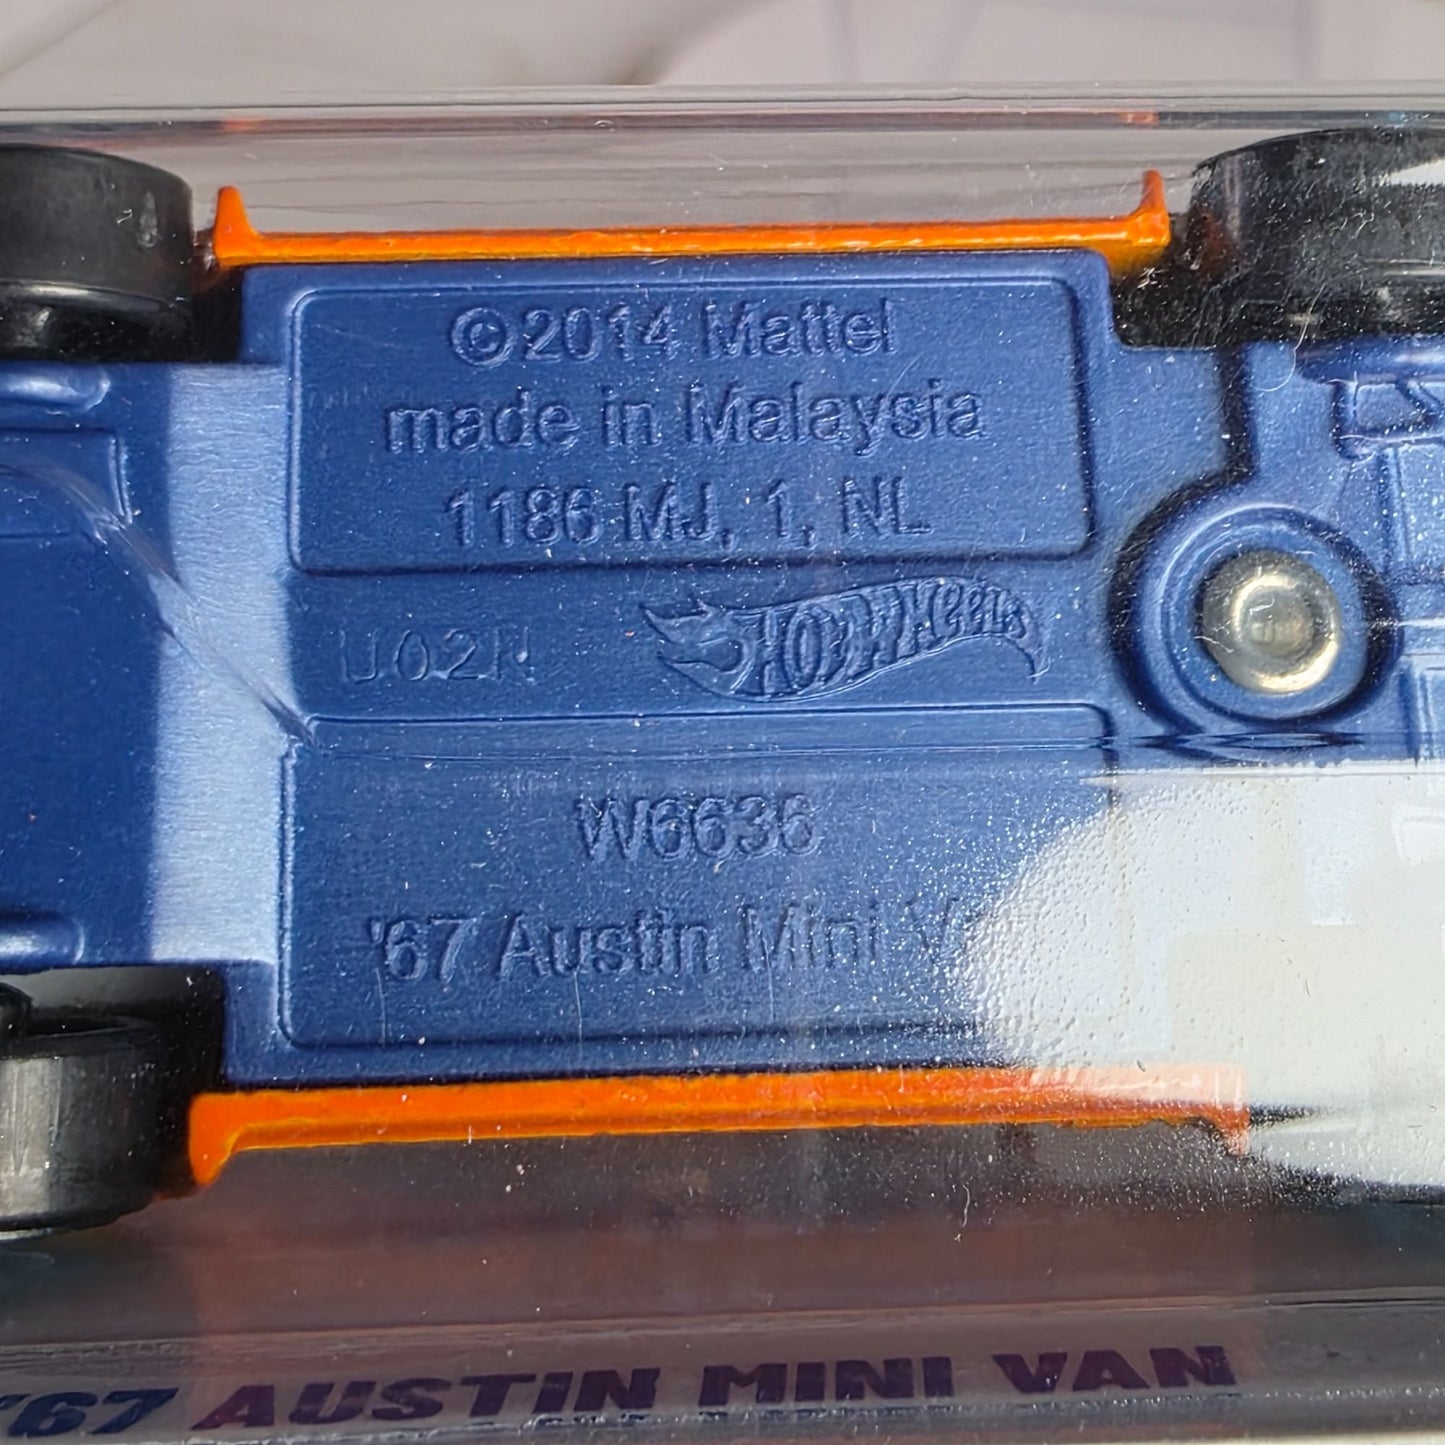 ©2014 Mattel
made in Malaysia
1186 MJ, 1, NL
HOT WHEELS
W6636
'67 Austin Mini
'67 AUSTIN MINI VAN